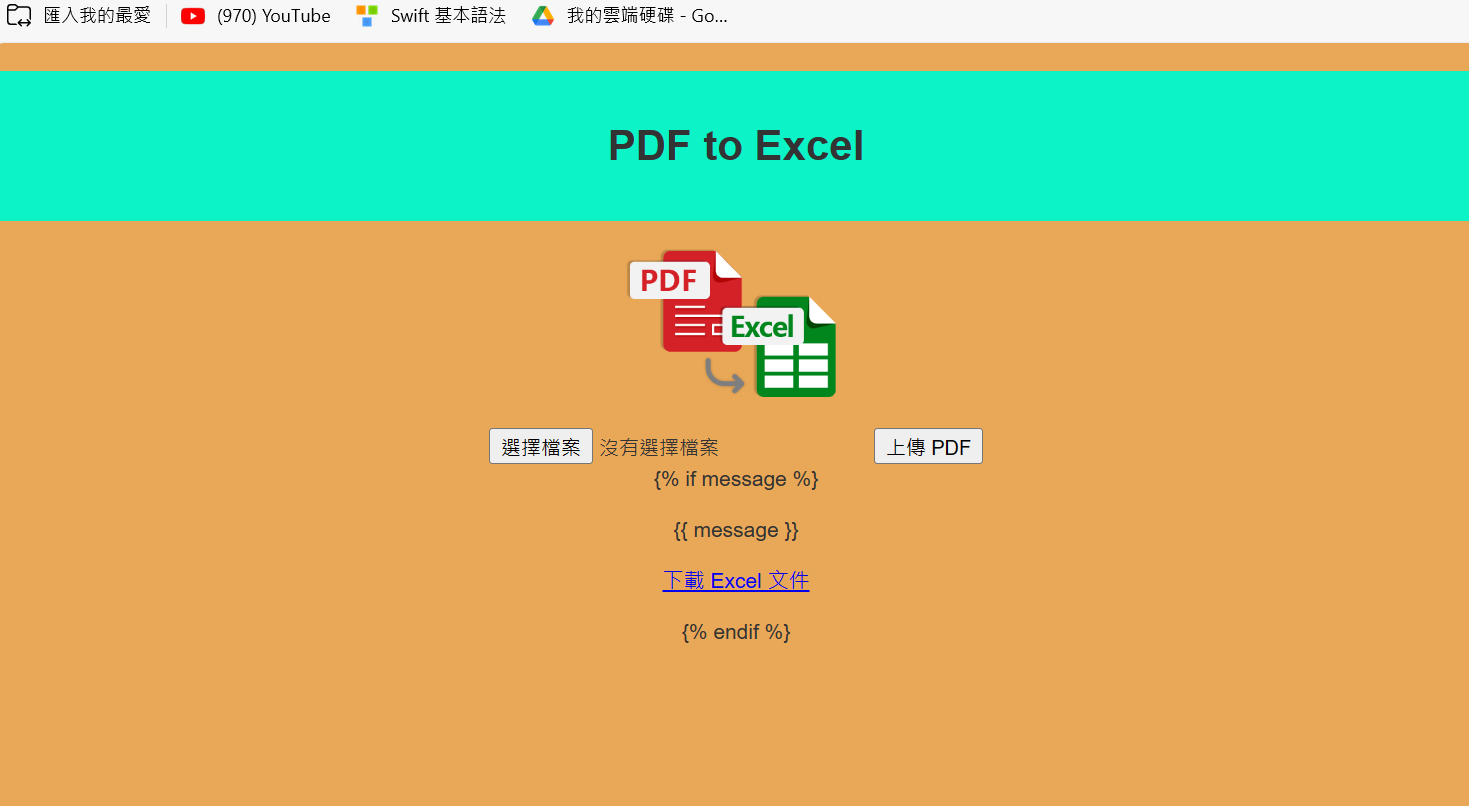 匯入我的最愛 (970) YouTube Swift 基本語法 我的雲端硬碟 - Go...
PDF to Excel
PDF
Excel
選擇檔案 沒有選擇檔案 上傳 PDF
{% if message %}
{{ message }}
下載 Excel 文件
{% endif %}